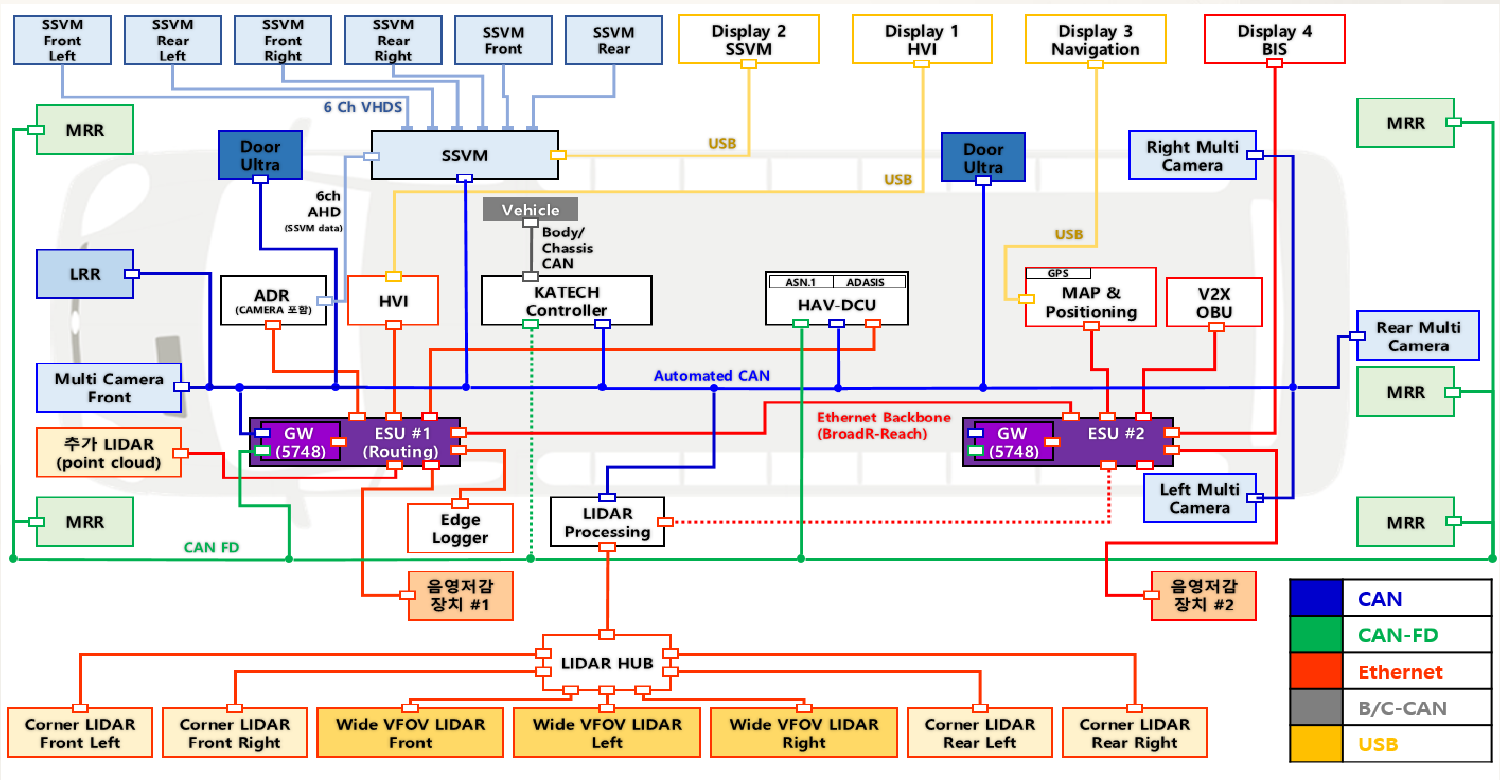 SSVM
Front
Left
SSVM
Rear
Left
SSVM
Front
Right
SSVM
Rear
Right
SSVM
Front
SSVM
Rear
Display 2
SSVM
Display 1
HVI
Display 3
Navigation
Display 4
BIS
6 Ch VHDS
MRR
Door
Ultra
SSVM
USB
Door
Ultra
Right Multi
Camera
MRR
6ch
AHD
(SSVM data)
USB
Vehicle
Body/
Chassis
CAN
USB
LRR
ADR
(CAMERA 포함)
HVI
KATECH
Controller
ASN.1
ADASIS
HAV-DCU
GPS
MAP &
Positioning
V2X
OBU
Rear Multi
Camera
Multi Camera
Front
Automated CAN
MRR
Ethernet Backbone
(BroadR-Reach)
GW
(5748)
ESU #1
(Routing)
GW
(5748)
ESU #2
추가 LIDAR
(point cloud)
MRR
Edge
Logger
LIDAR
Processing
Left Multi
Camera
MRR
CAN FD
음영저감
장치 #1
음영저감
장치 #2
CAN
CAN-FD
Ethernet
B/C-CAN
USB
LIDAR HUB
Corner LIDAR
Front Left
Corner LIDAR
Front Right
Wide VFOV LIDAR
Front
Wide VFOV LIDAR
Left
Wide VFOV LIDAR
Right
Corner LIDAR
Rear Left
Corner LIDAR
Rear Right